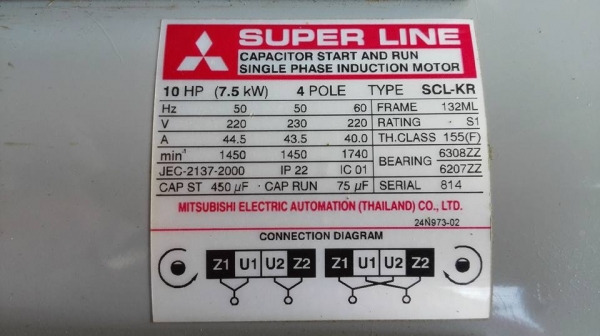 SUPER LINE
CAPACITOR START AND RUN
SINGLE PHASE INDUCTION MOTOR
10 HP (7.5 kW) 4 POLE TYPE SCL-KR
Hz 50 50 60 FRAME 132ML
V 220 230 220 RATING S1
A 44.5 43.5 40.0 TH.CLASS 155(F)
min⁻¹ 1450 1450 1740 BEARING 6308ZZ
JEC-2137-2000 IP 22 IC 01 6207ZZ
CAP ST 450 µF CAP RUN 75 µF SERIAL 814
MITSUBISHI ELECTRIC AUTOMATION (THAILAND) CO., LTD.
24N973-02
CONNECTION DIAGRAM
Z1 U1 U2 Z2 Z1 U1 U2 Z2